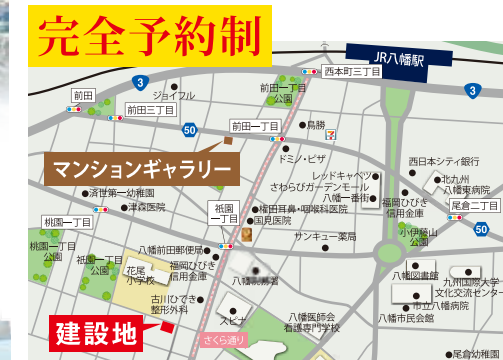 完全予約制
JR八幡駅
西本町三丁目
3
3
前田
ジョイフル
前田一丁目
公園
前田三丁目
50
前田一丁目
鳥勝
ドミノ・ピザ
マンションギャラリー
西日本シティ銀行
レッドキャベツ
さわらびガーデンモール
八幡一番街
北九州
八幡東病院
済世第一幼稚園
津森医院
祇園
一丁目
権田耳鼻・咽喉科医院
国見医院
福岡ひびき
信用金庫
尾倉二丁目
50
桃園一丁目
サンキュー薬局
小伊藤山
公園
桃園一丁目
公園
祇園一丁目
公園
八幡前田郵便局
福岡ひびき
信用金庫
花尾
小学校
八幡消防署
八幡図書館
九州国際大学
文化交流センター
古川ひでき
整形外科
市立八幡病院
スピナ
八幡医師会
看護専門学校
八幡市民会館
建設地
さくら通り
尾倉幼稚園